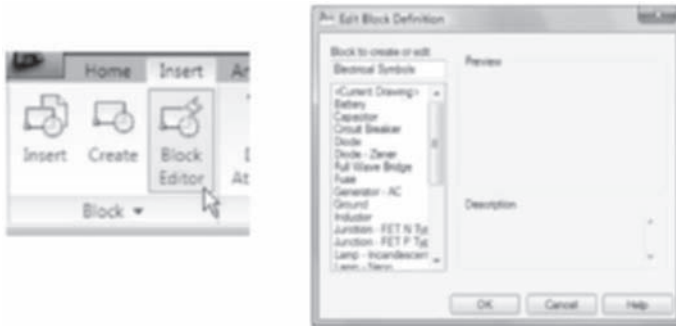 Home Insert
Insert Create Block Editor
Block
Edit Block Definition
Block to create or edit
Electrical Symbols
Preview
<Current Drawing>
Battery
Capacitor
Circuit Breaker
Diode
Diode - Zener
Full Wave Bridge
Fuse
Generator - AC
Ground
Inductor
Junction - FET N Typ
Junction - FET P Typ
Lamp - Incandescent
Lamp - Neon
Description
OK Cancel Help